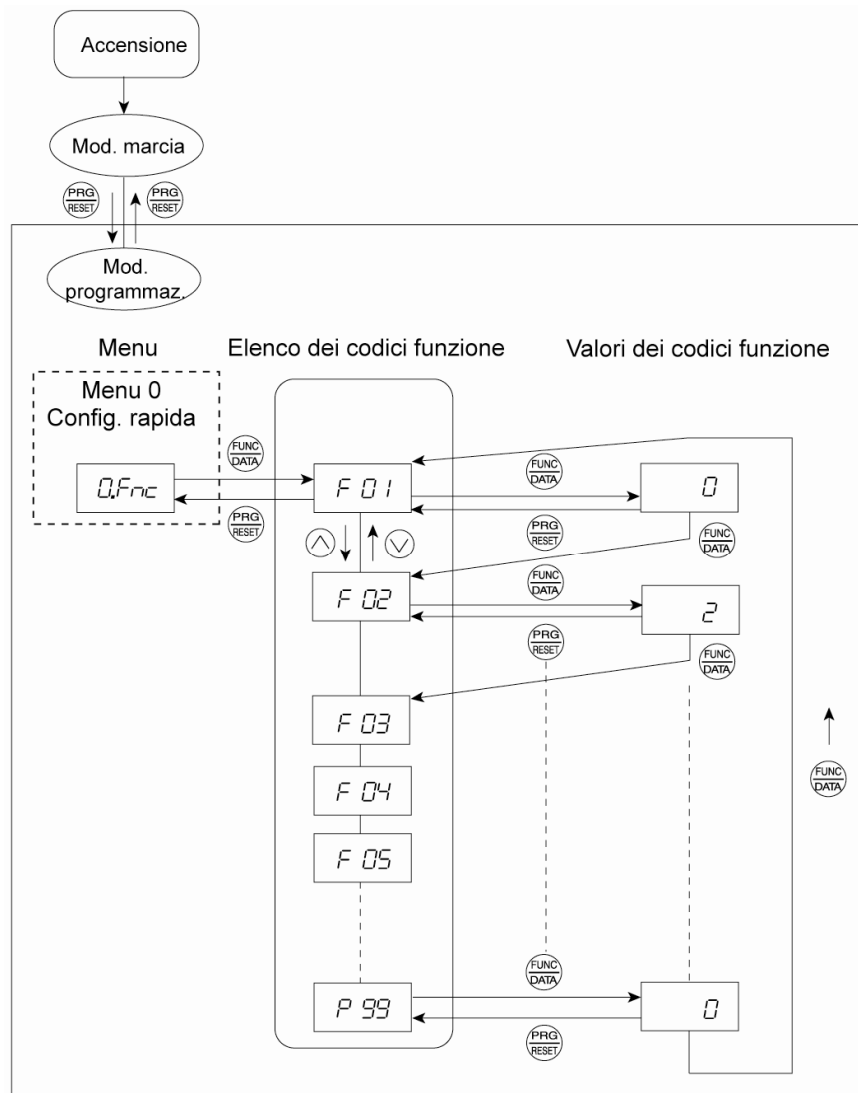 Accensione
Mod. marcia
PRG
RESET
PRG
RESET
Mod.
programmaz.
Menu
Elenco dei codici funzione
Valori dei codici funzione
Menu 0
Config. rapida
FUNC
DATA
0.Fnc
PRG
RESET
F 01
FUNC
DATA
0
PRG
RESET
FUNC
DATA
F 02
FUNC
DATA
2
PRG
RESET
FUNC
DATA
F 03
F 04
FUNC
DATA
F 05
FUNC
DATA
P 99
0
PRG
RESET